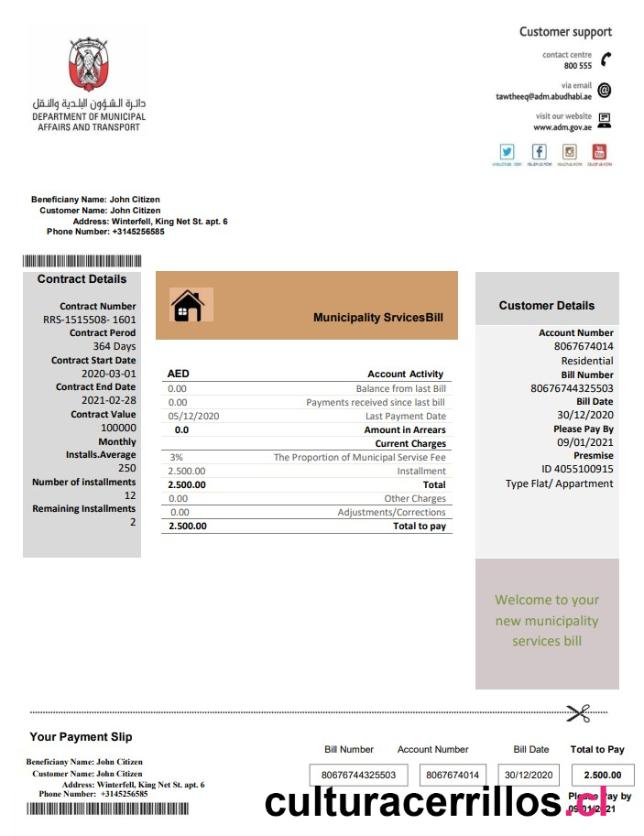 Customer support
contact centre
800 555
via email
tawtheeq@adm.abudhabi.ae
visit our website
www.adm.gov.ae
دائرة الشؤون البلدية والنقل
DEPARTMENT OF MUNICIPAL
AFFAIRS AND TRANSPORT
Beneficiany Name: John Citizen
Customer Name: John Citizen
Address: Winterfell, King Net St. apt. 6
Phone Number: +3145256585
Contract Details
Contract Number
RRS-1515508- 1601
Contract Perod
364 Days
Contract Start Date
2020-03-01
Contract End Date
2021-02-28
Contract Value
100000
Monthly
Installs.Average
250
Number of installments
12
Remaining Installments
2
Municipality SrvicesBill
AED Account Activity
0.00 Balance from last Bill
0.00 Payments received since last bill
05/12/2020 Last Payment Date
0.0 Amount in Arrears
Current Charges
3% The Proportion of Municipal Servise Fee
2.500.00 Installment
2.500.00 Total
0.00 Other Charges
0.00 Adjustments/Corrections
2.500.00 Total to pay
Customer Details
Account Number
8067674014
Residential
Bill Number
80676744325503
Bill Date
30/12/2020
Please Pay By
09/01/2021
Presmise
ID 4055100915
Type Flat/ Appartment
Welcome to your
new municipality
services bill
Your Payment Slip
Beneficiany Name: John Citizen
Customer Name: John Citizen
Address: Winterfell, King Net St. apt. 6
Phone Number: +3145256585
Bill Number Account Number Bill Date Total to Pay
80676744325503 8067674014 30/12/2020 2.500.00
Please Pay by
09/01/2021
culturacerrillos.cl